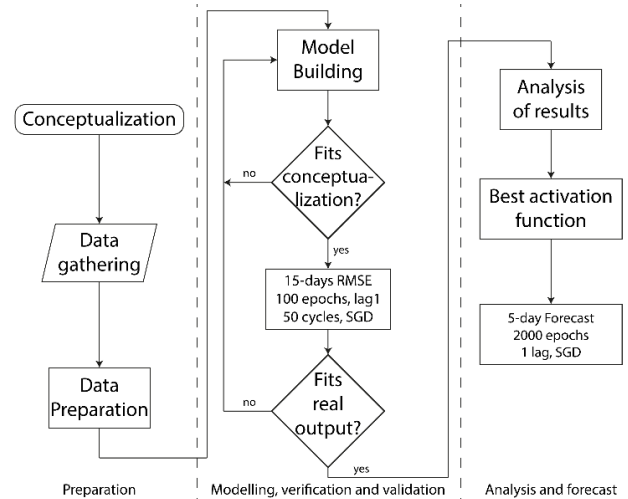 Conceptualization
Data
gathering
Data
Preparation
Preparation
Model
Building
Fits
conceptua-
lization?
no
yes
15-days RMSE
100 epochs, lag1
50 cycles, SGD
Fits
real
output?
no
yes
Modelling, verification and validation
Analysis
of results
Best activation
function
5-day Forecast
2000 epochs
1 lag, SGD
Analysis and forecast